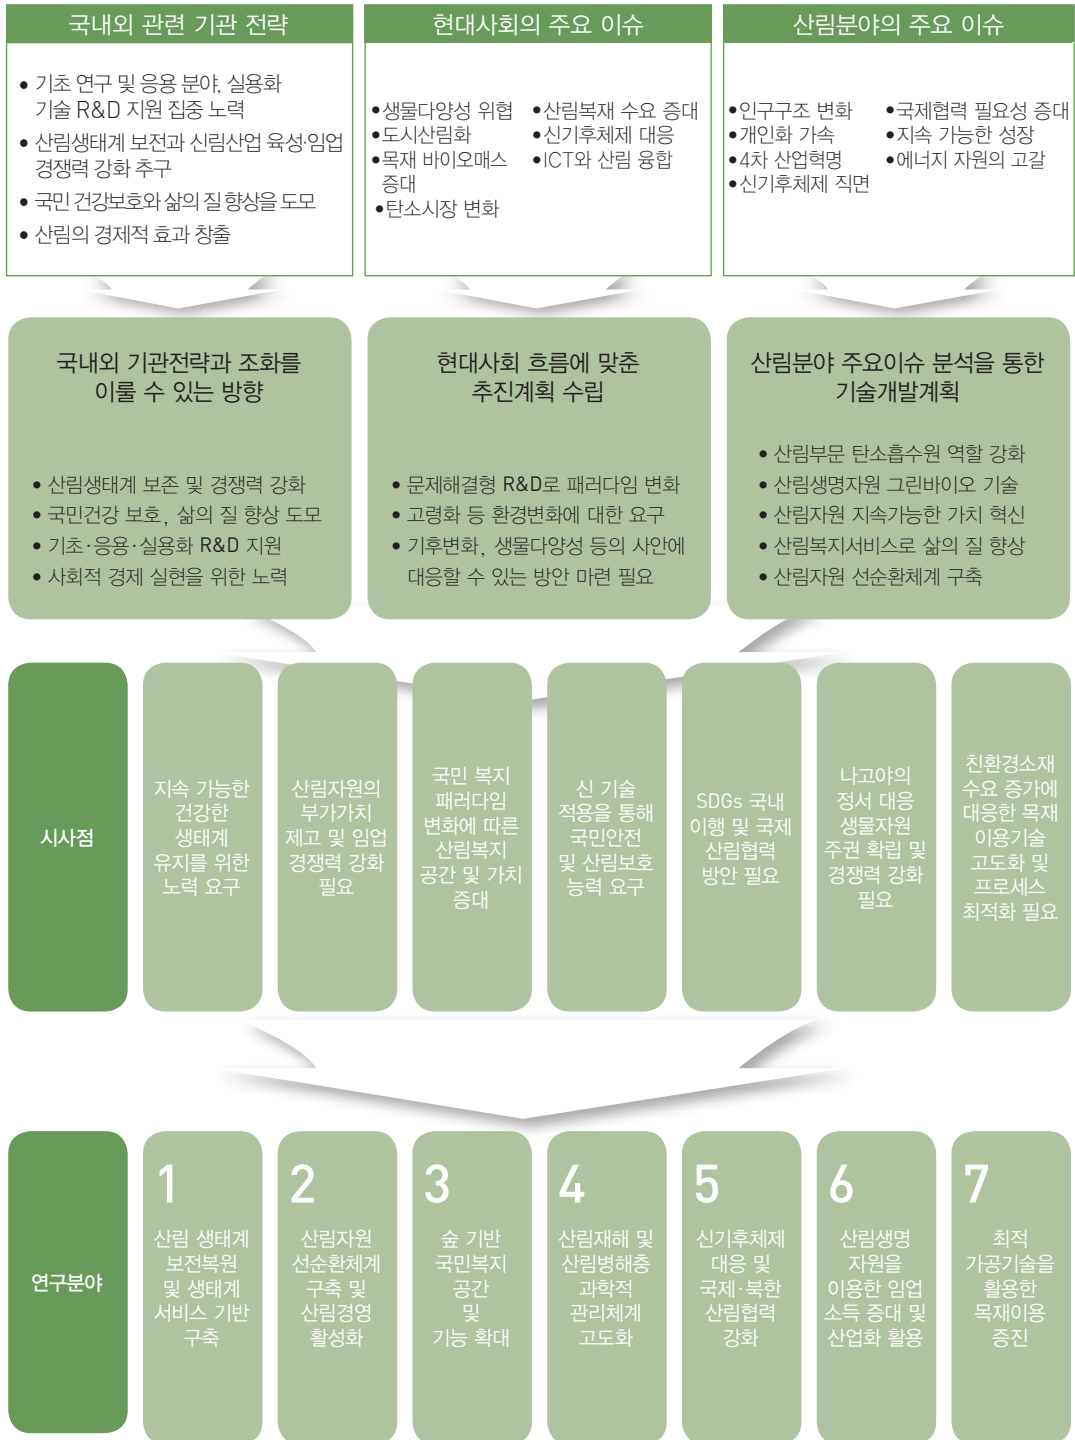 국내외 관련 기관 전략
• 기초 연구 및 응용 분야, 실용화
기술 R&D 지원 집중 노력
• 산림생태계 보전과 신림산업 육성·임업
경쟁력 강화 추구
• 국민 건강보호와 삶의 질 향상을 도모
• 산림의 경제적 효과 창출
현대사회의 주요 이슈
•생물다양성 위협
•도시산림화
•목재 바이오매스
증대
•탄소시장 변화
•산림복재 수요 증대
•신기후체제 대응
•ICT와 산림 융합
산림분야의 주요 이슈
•인구구조 변화
•개인화 가속
•4차 산업혁명
•신기후체제 직면
•국제협력 필요성 증대
•지속 가능한 성장
•에너지 자원의 고갈
국내외 기관전략과 조화를
이룰 수 있는 방향
• 산림생태계 보존 및 경쟁력 강화
• 국민건강 보호, 삶의 질 향상 도모
• 기초·응용·실용화 R&D 지원
• 사회적 경제 실현을 위한 노력
현대사회 흐름에 맞춘
추진계획 수립
• 문제해결형 R&D로 패러다임 변화
• 고령화 등 환경변화에 대한 요구
• 기후변화, 생물다양성 등의 사안에
대응할 수 있는 방안 마련 필요
산림분야 주요이슈 분석을 통한
기술개발계획
• 산림부문 탄소흡수원 역할 강화
• 산림생명자원 그린바이오 기술
• 산림자원 지속가능한 가치 혁신
• 산림복지서비스로 삶의 질 향상
• 산림자원 선순환체계 구축
시사점
지속 가능한
건강한
생태계
유지를 위한
노력 요구
산림자원의
부가가치
제고 및 임업
경쟁력 강화
필요
국민 복지
패러다임
변화에 따른
산림복지
공간 및 가치
증대
신 기술
적용을 통해
국민안전
및 산림보호
능력 요구
SDGs 국내
이행 및 국제
산림협력
방안 필요
나고야의
정서 대응
생물자원
주권 확립 및
경쟁력 강화
필요
친환경소재
수요 증가에
대응한 목재
이용기술
고도화 및
프로세스
최적화 필요
연구분야
1
산림 생태계
보전복원
및 생태계
서비스 기반
구축
2
산림자원
선순환체계
구축 및
산림경영
활성화
3
숲 기반
국민복지
공간
및
기능 확대
4
산림재해 및
산림병해충
과학적
관리체계
고도화
5
신기후체제
대응 및
국제·북한
산림협력
강화
6
산림생명
자원을
이용한 임업
소득 증대 및
산업화 활용
7
최적
가공기술을
활용한
목재이용
증진